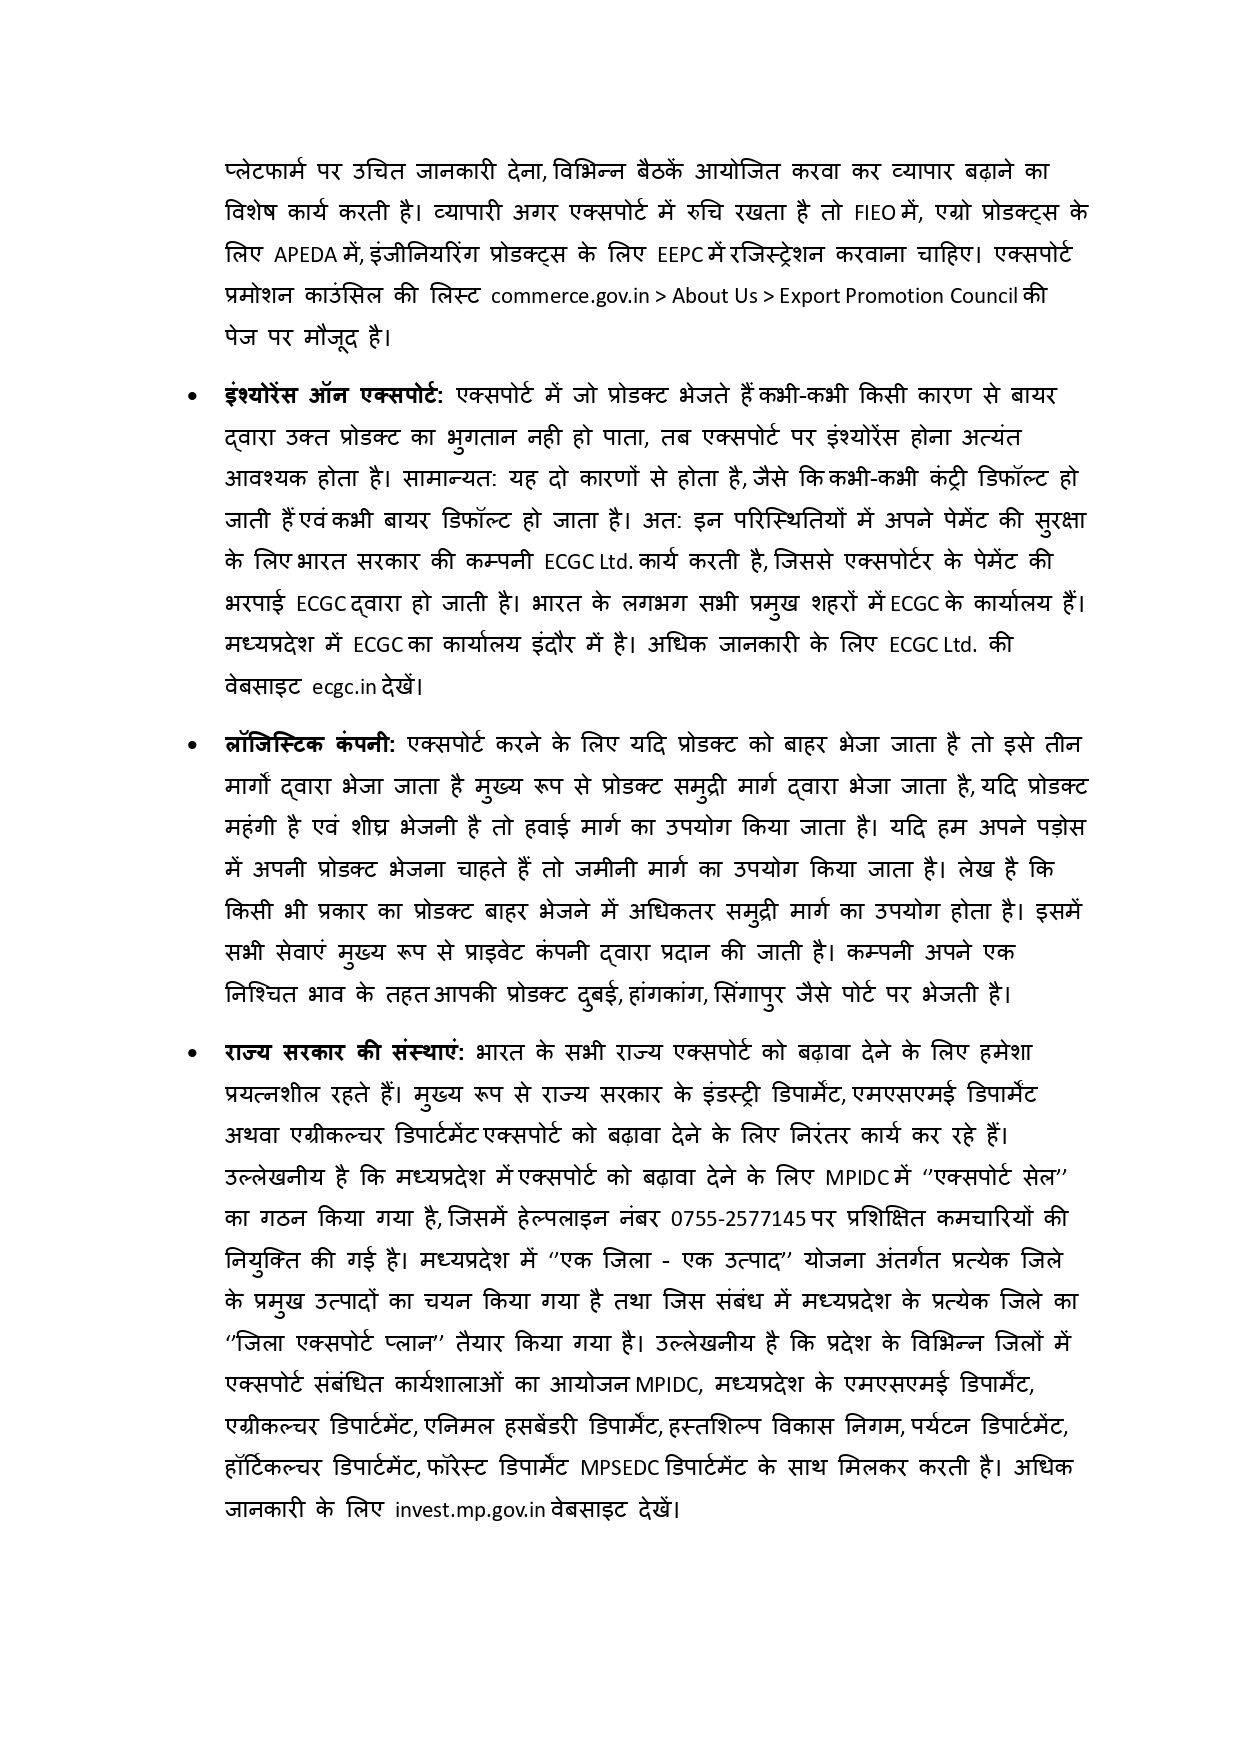 प्लेटफार्म पर उचित जानकारी देना, विभिन्न बैठकें आयोजित करवा कर व्यापार बढ़ाने का
विशेष कार्य करती है। व्यापारी अगर एक्सपोर्ट में रुचि रखता है तो FIEO में, एग्रो प्रोडक्ट्स के
लिए APEDA में, इंजीनियरिंग प्रोडक्ट्स के लिए EEPC में रजिस्ट्रेशन करवाना चाहिए। एक्सपोर्ट
प्रमोशन काउंसिल की लिस्ट commerce.gov.in > About Us > Export Promotion Council की
पेज पर मौजूद है।
• इंश्योरेंस ऑन एक्सपोर्ट: एक्सपोर्ट में जो प्रोडक्ट भेजते हैं कभी-कभी किसी कारण से बायर
द्वारा उक्त प्रोडक्ट का भुगतान नही हो पाता, तब एक्सपोर्ट पर इंश्योरेंस होना अत्यंत
आवश्यक होता है। सामान्यत: यह दो कारणों से होता है, जैसे कि कभी-कभी कंट्री डिफॉल्ट हो
जाती हैं एवं कभी बायर डिफॉल्ट हो जाता है। अत: इन परिस्थितियों में अपने पेमेंट की सुरक्षा
के लिए भारत सरकार की कम्पनी ECGC Ltd. कार्य करती है, जिससे एक्सपोर्टर के पेमेंट की
भरपाई ECGC द्वारा हो जाती है। भारत के लगभग सभी प्रमुख शहरों में ECGC के कार्यालय हैं।
मध्यप्रदेश में ECGC का कार्यालय इंदौर में है। अधिक जानकारी के लिए ECGC Ltd. की
वेबसाइट ecgc.in देखें।
• लॉजिस्टिक कंपनी: एक्सपोर्ट करने के लिए यदि प्रोडक्ट को बाहर भेजा जाता है तो इसे तीन
मार्गों द्वारा भेजा जाता है मुख्य रूप से प्रोडक्ट समुद्री मार्ग द्वारा भेजा जाता है, यदि प्रोडक्ट
महंगी है एवं शीघ्र भेजनी है तो हवाई मार्ग का उपयोग किया जाता है। यदि हम अपने पड़ोस
में अपनी प्रोडक्ट भेजना चाहते हैं तो जमीनी मार्ग का उपयोग किया जाता है। लेख है कि
किसी भी प्रकार का प्रोडक्ट बाहर भेजने में अधिकतर समुद्री मार्ग का उपयोग होता है। इसमें
सभी सेवाएं मुख्य रूप से प्राइवेट कंपनी द्वारा प्रदान की जाती है। कम्पनी अपने एक
निश्चित भाव के तहत आपकी प्रोडक्ट दुबई, हांगकांग, सिंगापुर जैसे पोर्ट पर भेजती है।
• राज्य सरकार की संस्थाएं: भारत के सभी राज्य एक्सपोर्ट को बढ़ावा देने के लिए हमेशा
प्रयत्नशील रहते हैं। मुख्य रूप से राज्य सरकार के इंडस्ट्री डिपार्मेंट, एमएसएमई डिपार्मेंट
अथवा एग्रीकल्चर डिपार्टमेंट एक्सपोर्ट को बढ़ावा देने के लिए निरंतर कार्य कर रहे हैं।
उल्लेखनीय है कि मध्यप्रदेश में एक्सपोर्ट को बढ़ावा देने के लिए MPIDC में ‘’एक्सपोर्ट सेल’’
का गठन किया गया है, जिसमें हेल्पलाइन नंबर 0755-2577145 पर प्रशिक्षित कमचारियों की
नियुक्ति की गई है। मध्यप्रदेश में ‘’एक जिला - एक उत्पाद’’ योजना अंतर्गत प्रत्येक जिले
के प्रमुख उत्पादों का चयन किया गया है तथा जिस संबंध में मध्यप्रदेश के प्रत्येक जिले का
‘’जिला एक्सपोर्ट प्लान’’ तैयार किया गया है। उल्लेखनीय है कि प्रदेश के विभिन्न जिलों में
एक्सपोर्ट संबंधित कार्यशालाओं का आयोजन MPIDC, मध्यप्रदेश के एमएसएमई डिपार्मेंट,
एग्रीकल्चर डिपार्टमेंट, एनिमल हसबेंडरी डिपार्मेंट, हस्तशिल्प विकास निगम, पर्यटन डिपार्टमेंट,
हॉर्टिकल्चर डिपार्टमेंट, फॉरेस्ट डिपार्मेंट MPSEDC डिपार्टमेंट के साथ मिलकर करती है। अधिक
जानकारी के लिए invest.mp.gov.in वेबसाइट देखें।